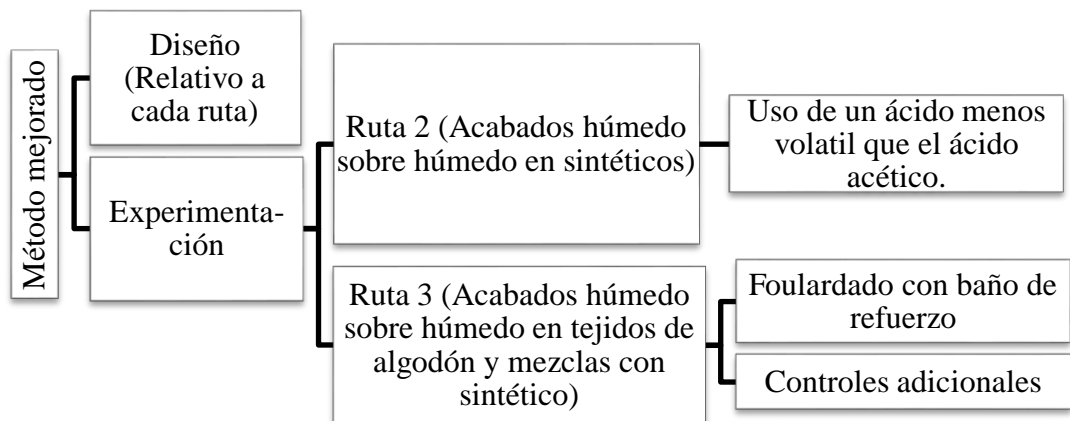 Método mejorado
Diseño
(Relativo a
cada ruta)
Experimenta-
ción
Ruta 2 (Acabados húmedo
sobre húmedo en sintéticos)
Uso de un ácido menos
volatil que el ácido
acético.
Ruta 3 (Acabados húmedo
sobre húmedo en tejidos de
algodón y mezclas con
sintético)
Foulardado con baño de
refuerzo
Controles adicionales